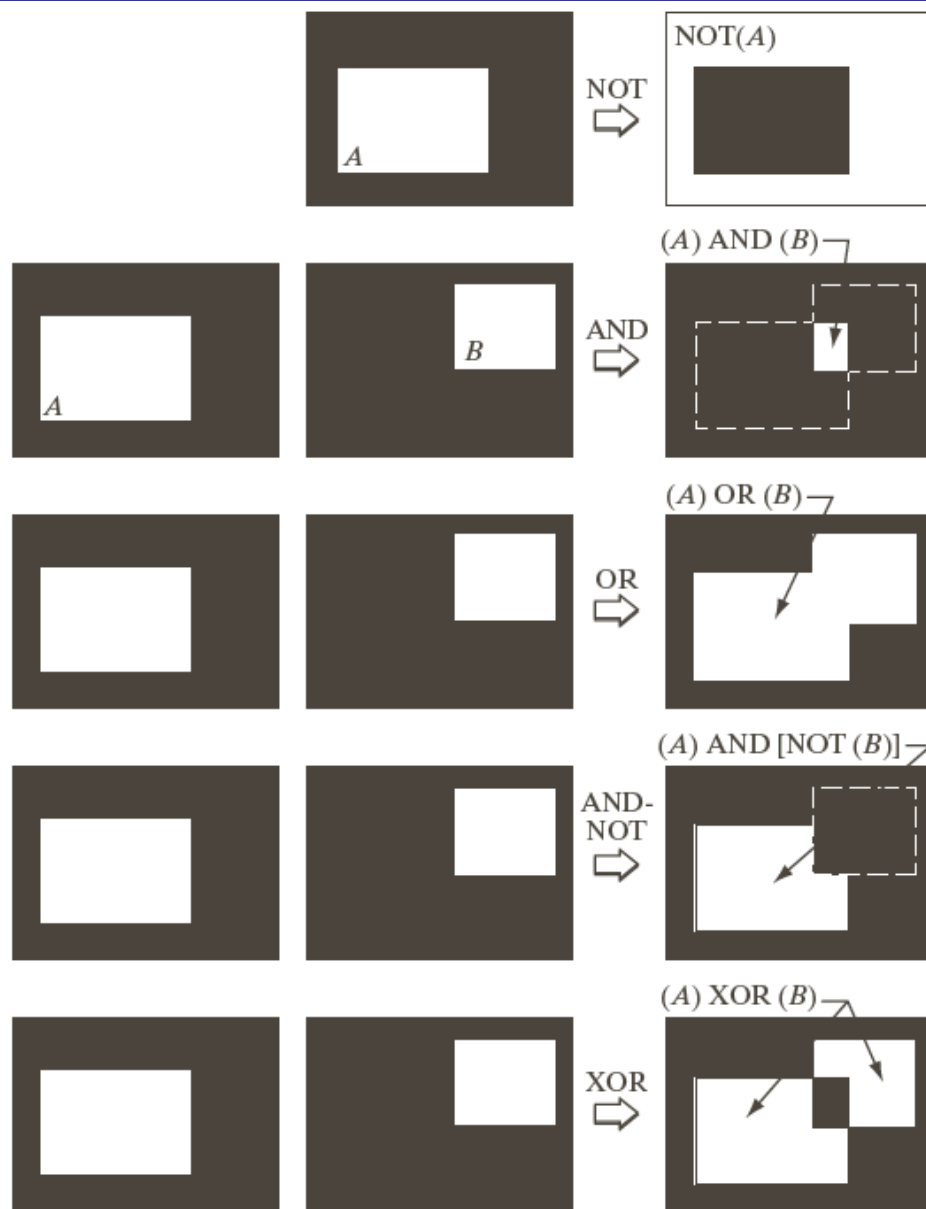 NOT(A)
NOT
A
(A) AND (B)
AND
B
A
(A) OR (B)
OR
(A) AND [NOT (B)]
AND-
NOT
(A) XOR (B)
XOR